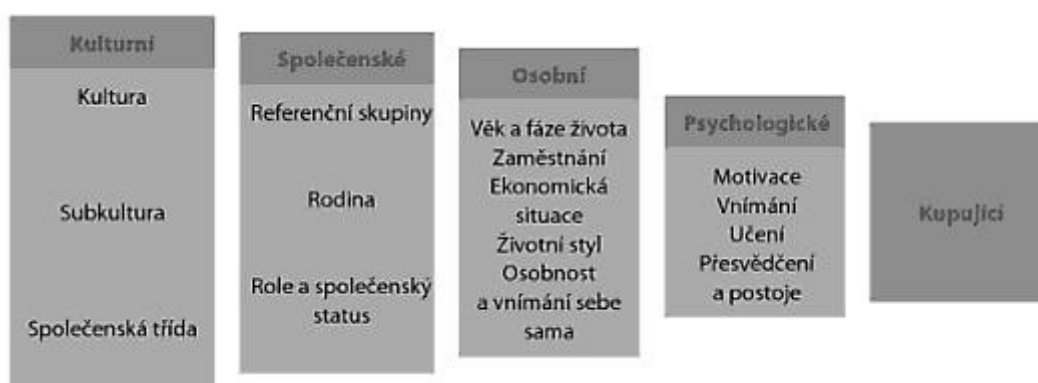 Kulturní
Kultura
Subkultura
Společenská třída
Společenské
Referenční skupiny
Rodina
Role a společenský
status
Osobní
Věk a fáze života
Zaměstnání
Ekonomická
situace
Životní styl
Osobnost
a vnímání sebe
sama
Psychologické
Motivace
Vnímání
Učení
Přesvědčení
a postoje
Kupující